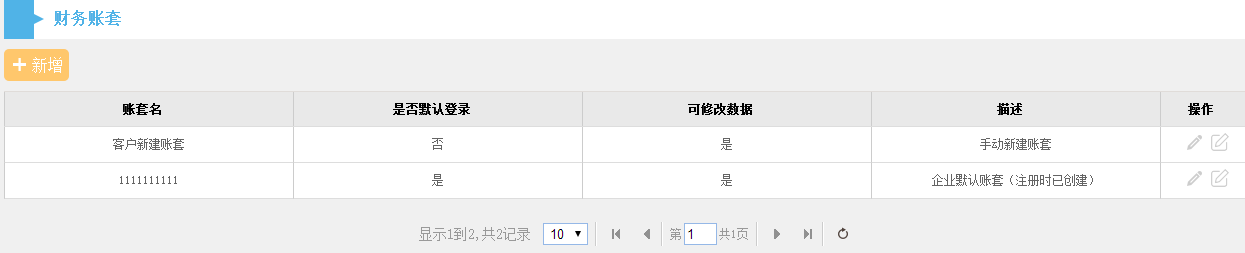 财务账套
新增
账套名 是否默认登录 可修改数据 描述 操作
客户新建账套 否 是 手动新建账套
1111111111 是 是 企业默认账套（注册时已创建）
显示1到2,共2记录 10 第 1 共1页